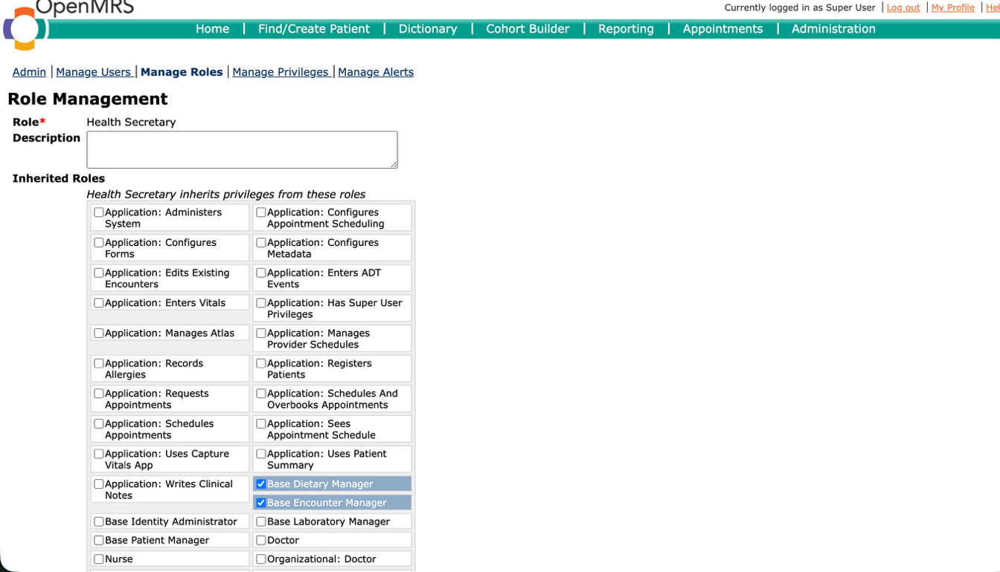 OpenMRS
Currently logged in as Super User | Log out | My Profile |
Home | Find/Create Patient | Dictionary | Cohort Builder | Reporting | Appointments | Administration
Admin | Manage Users | Manage Roles | Manage Privileges | Manage Alerts
Role Management
Role* Health Secretary
Description
Inherited Roles
Health Secretary inherits privileges from these roles
Application: Administers
System
Application: Configures
Appointment Scheduling
Application: Configures
Forms
Application: Configures
Metadata
Application: Edits Existing
Encounters
Application: Enters ADT
Events
Application: Enters Vitals
Application: Has Super User
Privileges
Application: Manages Atlas
Application: Manages
Provider Schedules
Application: Records
Allergies
Application: Registers
Patients
Application: Requests
Appointments
Application: Schedules And
Overbooks Appointments
Application: Schedules
Appointments
Application: Sees
Appointment Schedule
Application: Uses Capture
Vitals App
Application: Uses Patient
Summary
Application: Writes Clinical
Notes
Base Dietary Manager
Base Encounter Manager
Base Identity Administrator
Base Laboratory Manager
Base Patient Manager
Doctor
Nurse
Organizational: Doctor